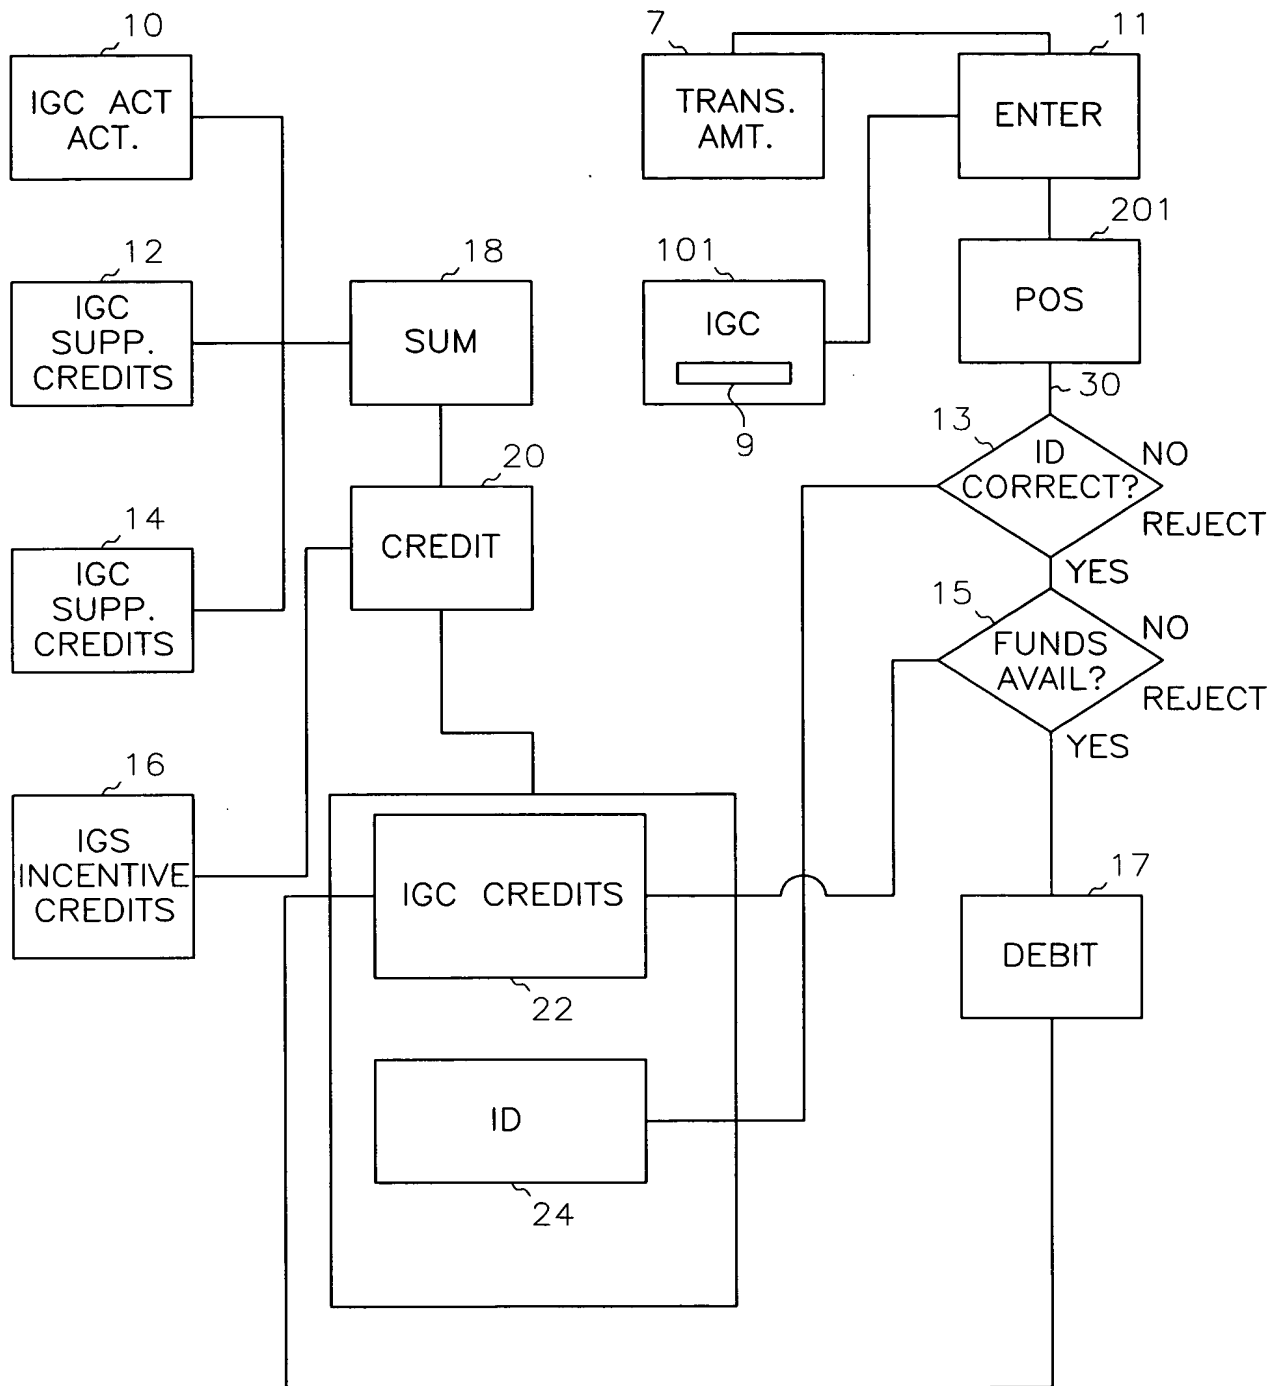 10
IGC ACT
ACT.
12
IGC
SUPP.
CREDITS
14
IGC
SUPP.
CREDITS
16
IGS
INCENTIVE
CREDITS
18
SUM
20
CREDIT
IGC CREDITS
22
ID
24
7
TRANS.
AMT.
11
ENTER
101
IGC
9
201
POS
30
13
ID
CORRECT?
NO
REJECT
YES
15
FUNDS
AVAIL?
NO
REJECT
YES
17
DEBIT